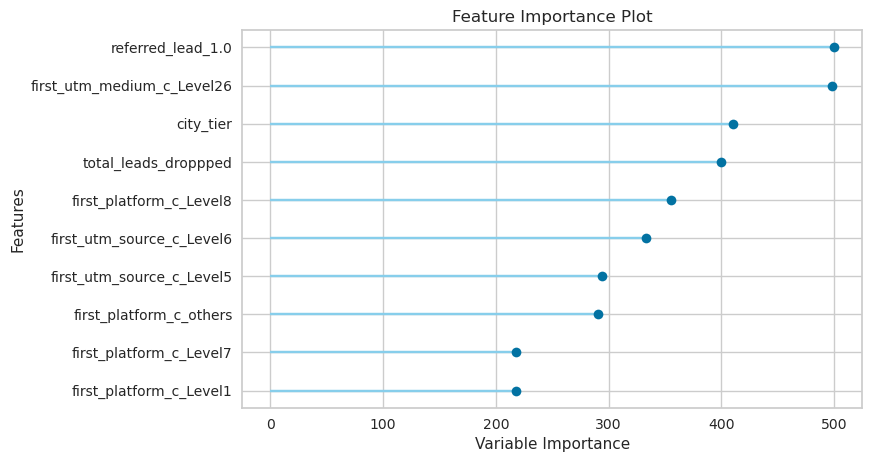 Feature Importance Plot
Features
referred_lead_1.0
first_utm_medium_c_Level26
city_tier
total_leads_droppped
first_platform_c_Level8
first_utm_source_c_Level6
first_utm_source_c_Level5
first_platform_c_others
first_platform_c_Level7
first_platform_c_Level1
0 100 200 300 400 500
Variable Importance